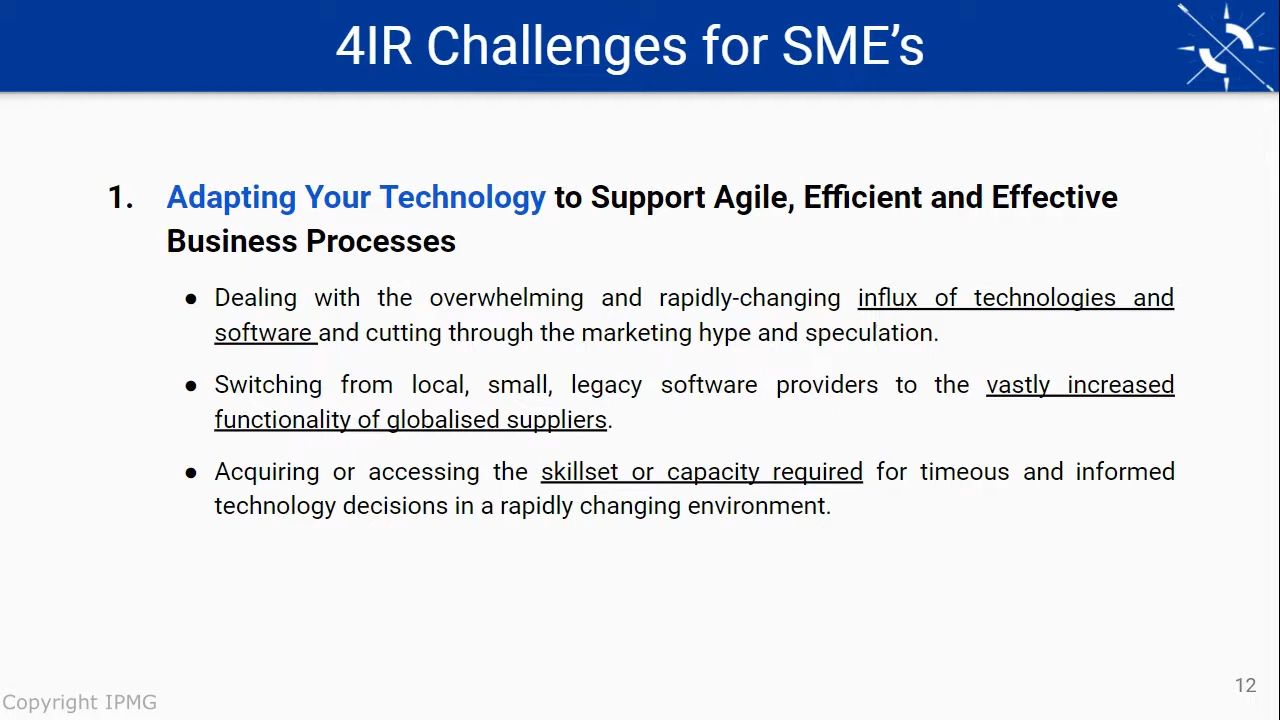 4IR Challenges for SME’s
1. Adapting Your Technology to Support Agile, Efficient and Effective
Business Processes
● Dealing with the overwhelming and rapidly-changing influx of technologies and
software and cutting through the marketing hype and speculation.
● Switching from local, small, legacy software providers to the vastly increased
functionality of globalised suppliers.
● Acquiring or accessing the skillset or capacity required for timeous and informed
technology decisions in a rapidly changing environment.
12
Copyright IPMG